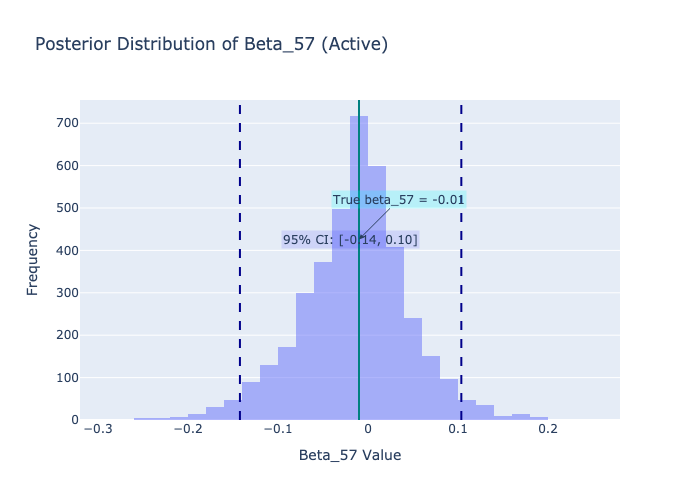 Posterior Distribution of Beta_57 (Active)
700
600
500
400
300
200
100
0
Frequency
True beta_57 = -0.01
95% CI: [-0.14, 0.10]
−0.3
−0.2
−0.1
0
0.1
0.2
Beta_57 Value